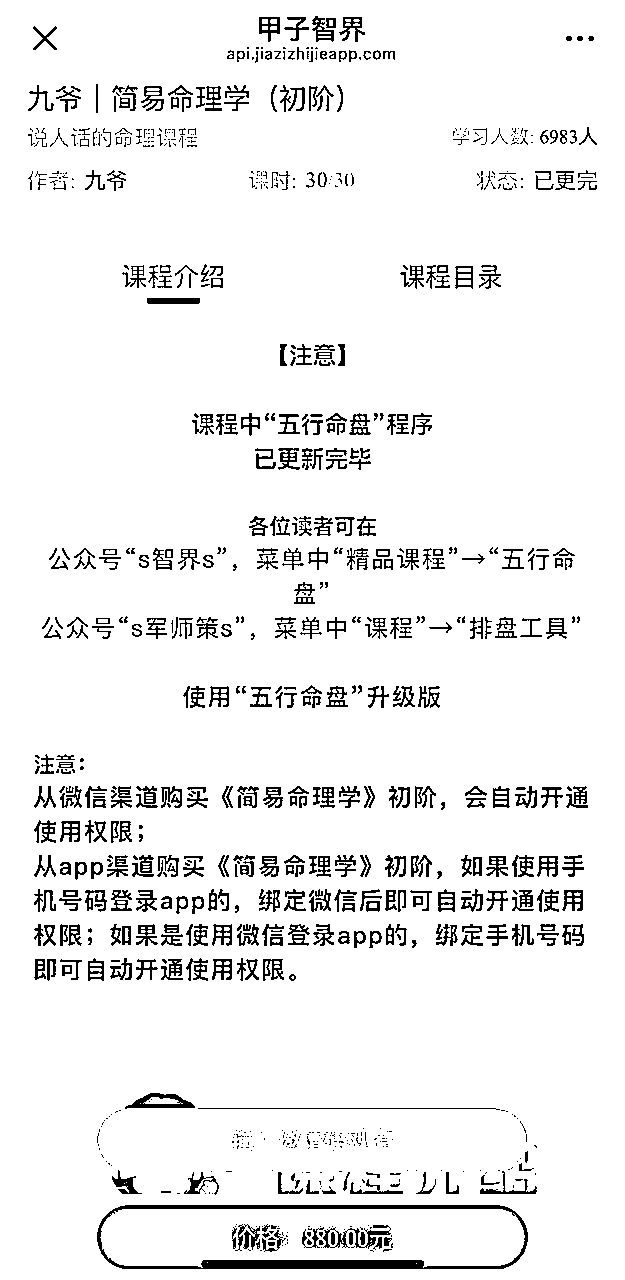 甲子智界
api.jiazizhijieapp.com
九爷｜简易命理学（初阶）
说人话的命理课程
学习人数: 6983人
作者: 九爷
课时: 30/30
状态: 已更完
课程介绍
课程目录
【注意】
课程中“五行命盘”程序
已更新完毕
各位读者可在
公众号“s智界s”，菜单中“精品课程”→“五行命
盘”
公众号“s军师策s”，菜单中“课程”→“排盘工具”
使用“五行命盘”升级版
注意：
从微信渠道购买《简易命理学》初阶，会自动开通
使用权限；
从app渠道购买《简易命理学》初阶，如果使用手
机号码登录app的，绑定微信后即可自动开通使用
权限；如果是使用微信登录app的，绑定手机号码
即可自动开通使用权限。
价格: 880.00元